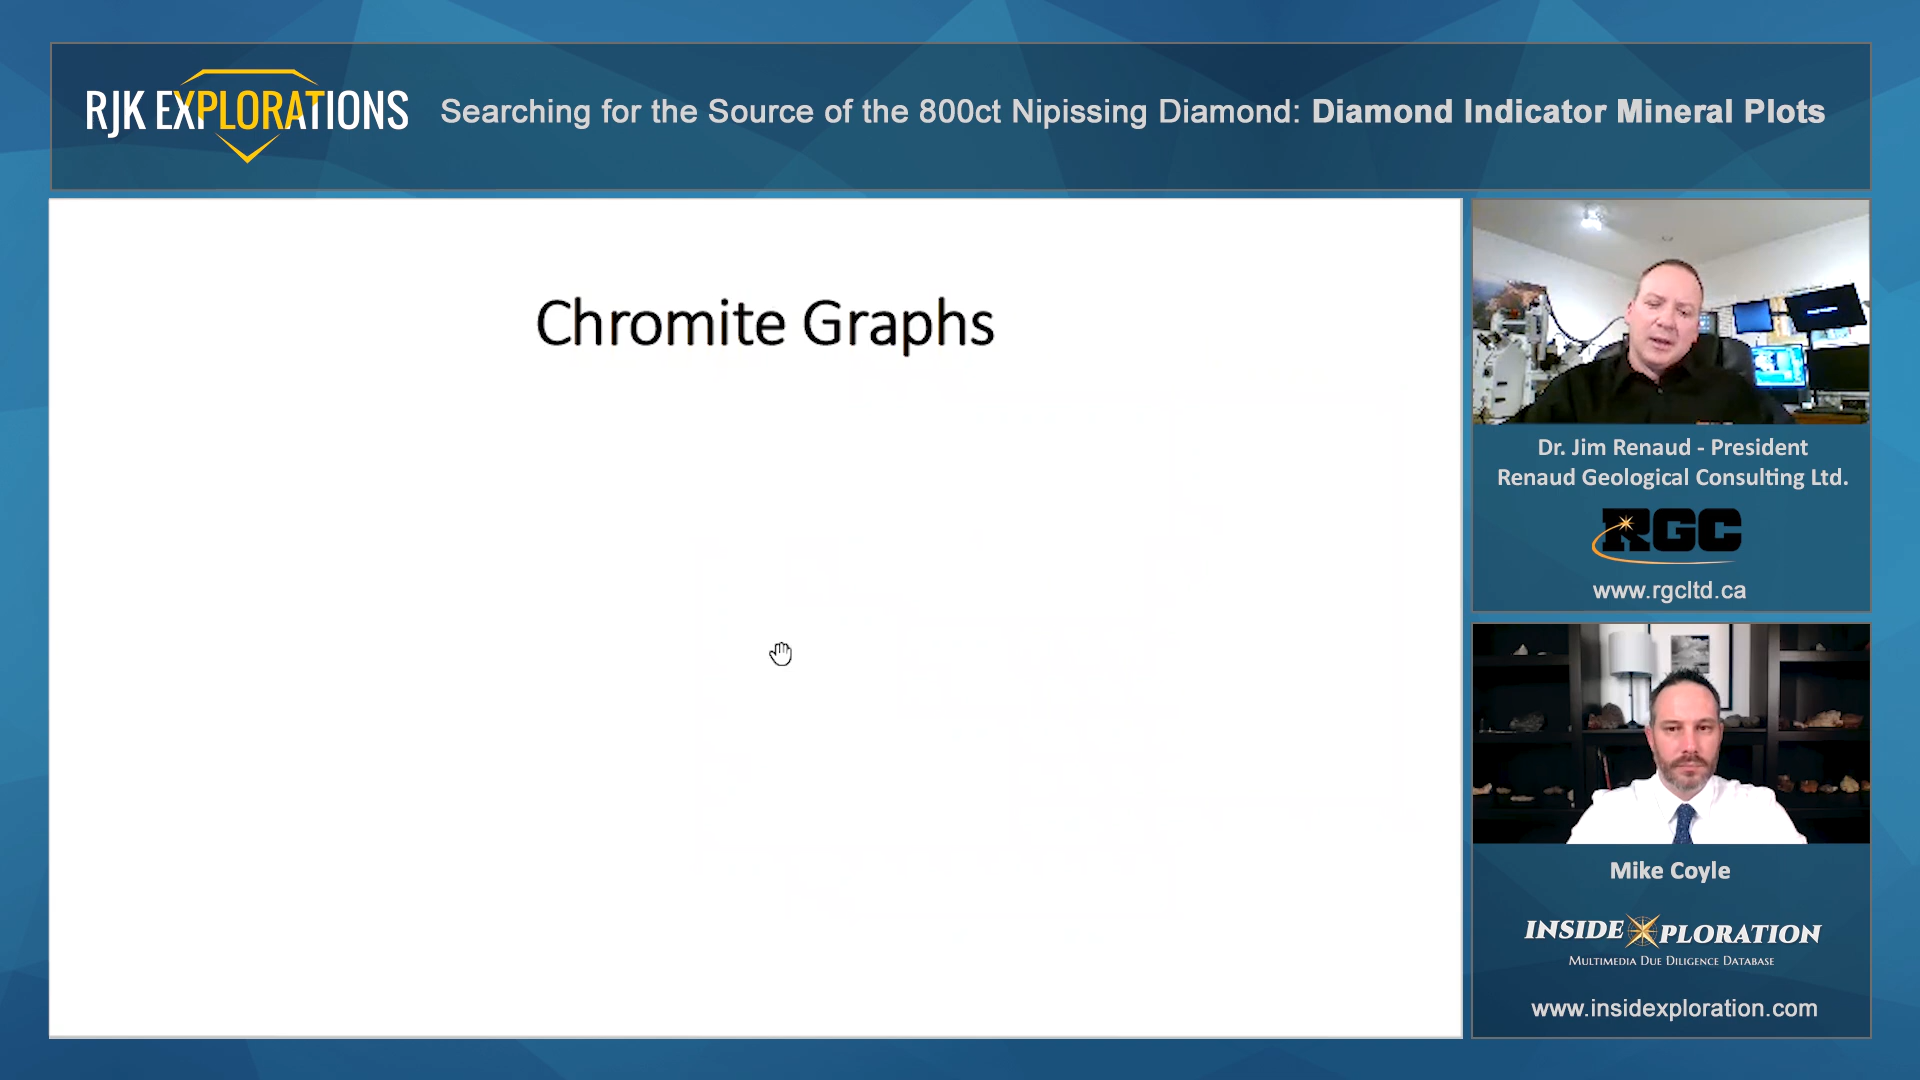 RJK EXPLORATIONS
Searching for the Source of the 800ct Nipissing Diamond: Diamond Indicator Mineral Plots
Chromite Graphs
Dr. Jim Renaud - President
Renaud Geological Consulting Ltd.
RGC
www.rgcltd.ca
Mike Coyle
INSIDE XPLORATION
MULTIMEDIA DUE DILIGENCE DATABASE
www.insidexploration.com